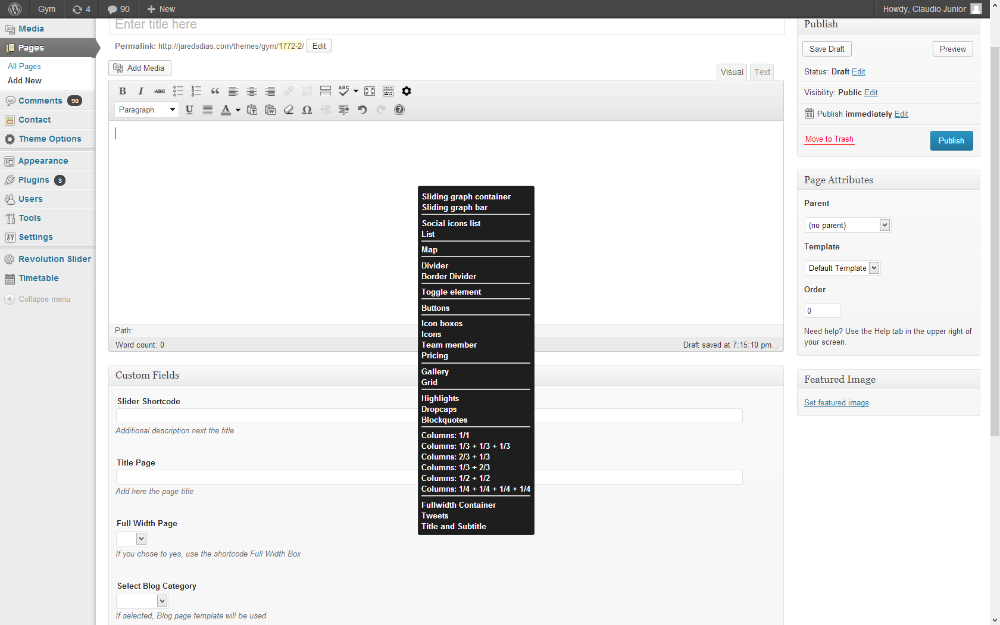 Gym
4
90
New
Howdy, Claudio Junior
Media
Pages
All Pages
Add New
Comments 90
Contact
Theme Options
Appearance
Plugins 3
Users
Tools
Settings
Revolution Slider
Timetable
Collapse menu
Enter title here
Permalink: http://jaredsdias.com/themes/gym/1772-2/ Edit
Add Media
Visual Text
B I ABC ABC
Paragraph U A
Path:
Word count: 0
Draft saved at 7:15:10 pm.
Sliding graph container
Sliding graph bar
Social icons list
List
Map
Divider
Border Divider
Toggle element
Buttons
Icon boxes
Icons
Team member
Pricing
Gallery
Grid
Highlights
Dropcaps
Blockquotes
Columns: 1/1
Columns: 1/3 + 1/3 + 1/3
Columns: 2/3 + 1/3
Columns: 1/3 + 2/3
Columns: 1/2 + 1/2
Columns: 1/4 + 1/4 + 1/4 + 1/4
Fullwidth Container
Tweets
Title and Subtitle
Custom Fields
Slider Shortcode
Additional description next the title
Title Page
Add here the page title
Full Width Page
If you chose to yes, use the shortcode Full Width Box
Select Blog Category
If selected, Blog page template will be used
Publish
Save Draft
Preview
Status: Draft Edit
Visibility: Public Edit
11 Publish immediately Edit
Move to Trash
Publish
Page Attributes
Parent
(no parent)
Template
Default Template
Order
0
Need help? Use the Help tab in the upper right of
your screen.
Featured Image
Set featured image